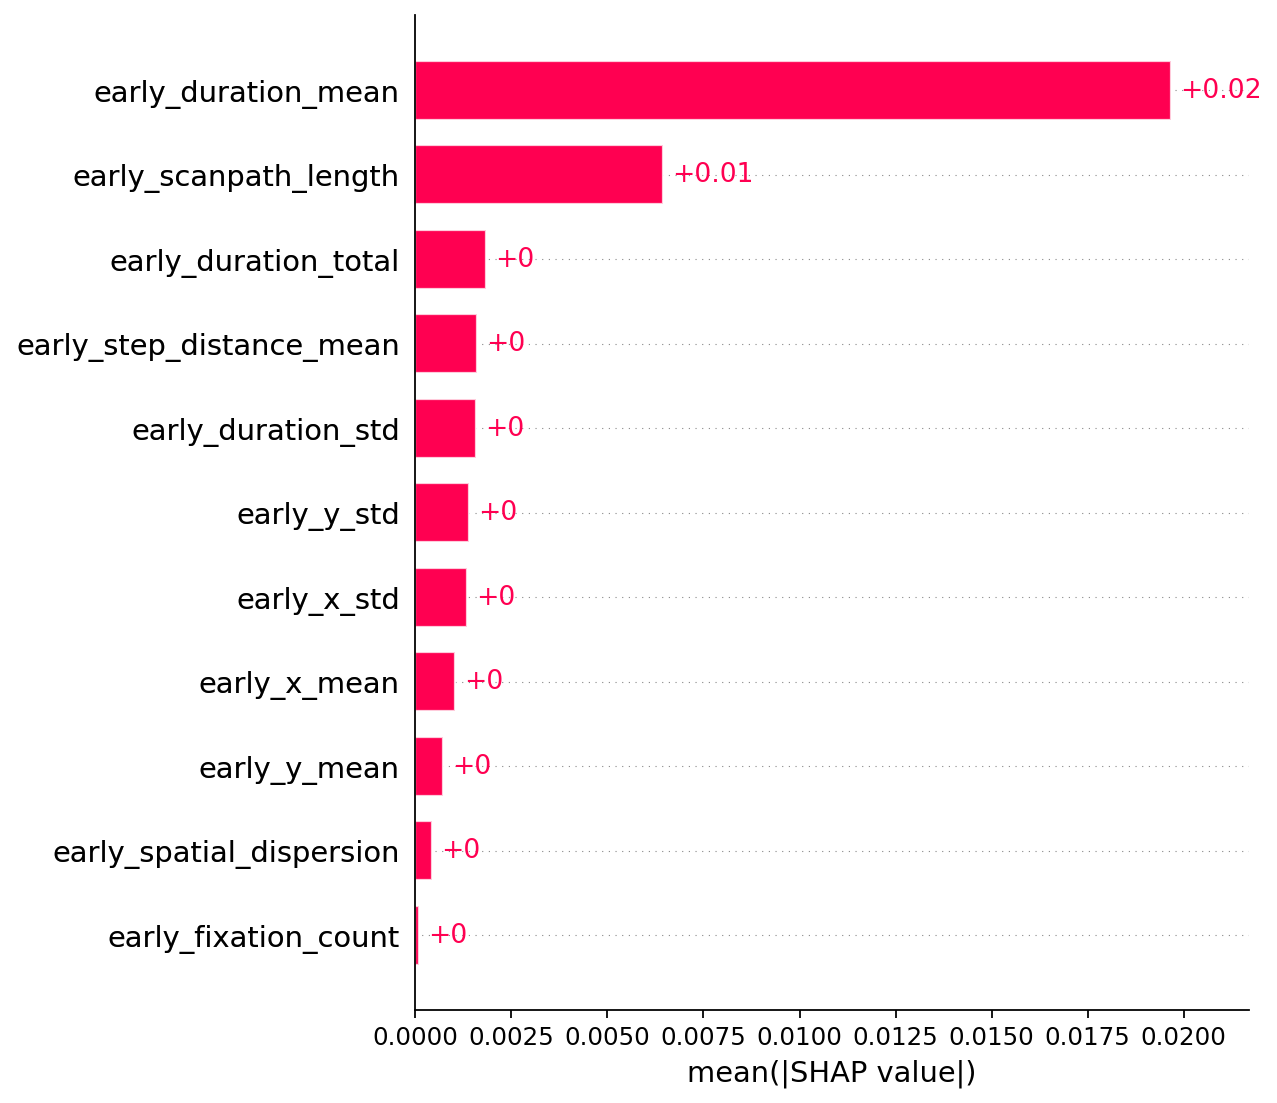 early_duration_mean +0.02
early_scanpath_length +0.01
early_duration_total +0
early_step_distance_mean +0
early_duration_std +0
early_y_std +0
early_x_std +0
early_x_mean +0
early_y_mean +0
early_spatial_dispersion +0
early_fixation_count +0
0.0000 0.0025 0.0050 0.0075 0.0100 0.0125 0.0150 0.0175 0.0200
mean(|SHAP value|)